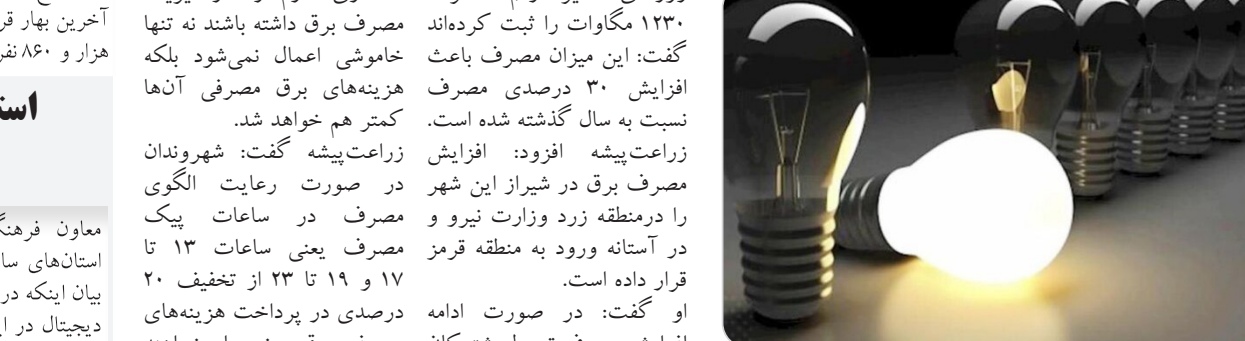 ۱۲۳۰ مگاوات را ثبت کرده‌اند
گفت: این میزان مصرف باعث
افزایش ۳۰ درصدی مصرف
نسبت به سال گذشته شده است.
زراعت‌پیشه افزود: افزایش
مصرف برق در شیراز این شهر
را درمنطقه زرد وزارت نیرو و
در آستانه ورود به منطقه قرمز
قرار داده است.
او گفت: در صورت ادامه
مصرف برق داشته باشند نه تنها
خاموشی اعمال نمی‌شود بلکه
هزینه‌های برق مصرفی آن‌ها
کمتر هم خواهد شد.
زراعت‌پیشه گفت: شهروندان
در صورت رعایت الگوی
مصرف در ساعات پیک
مصرف یعنی ساعات ۱۳ تا
۱۷ و ۱۹ تا ۲۳ از تخفیف ۲۰
درصدی در پرداخت هزینه‌های
آخرین بهار
هزار و ۸۶۰
معاون
استان‌های
بیان اینکه در
دیجیتال در